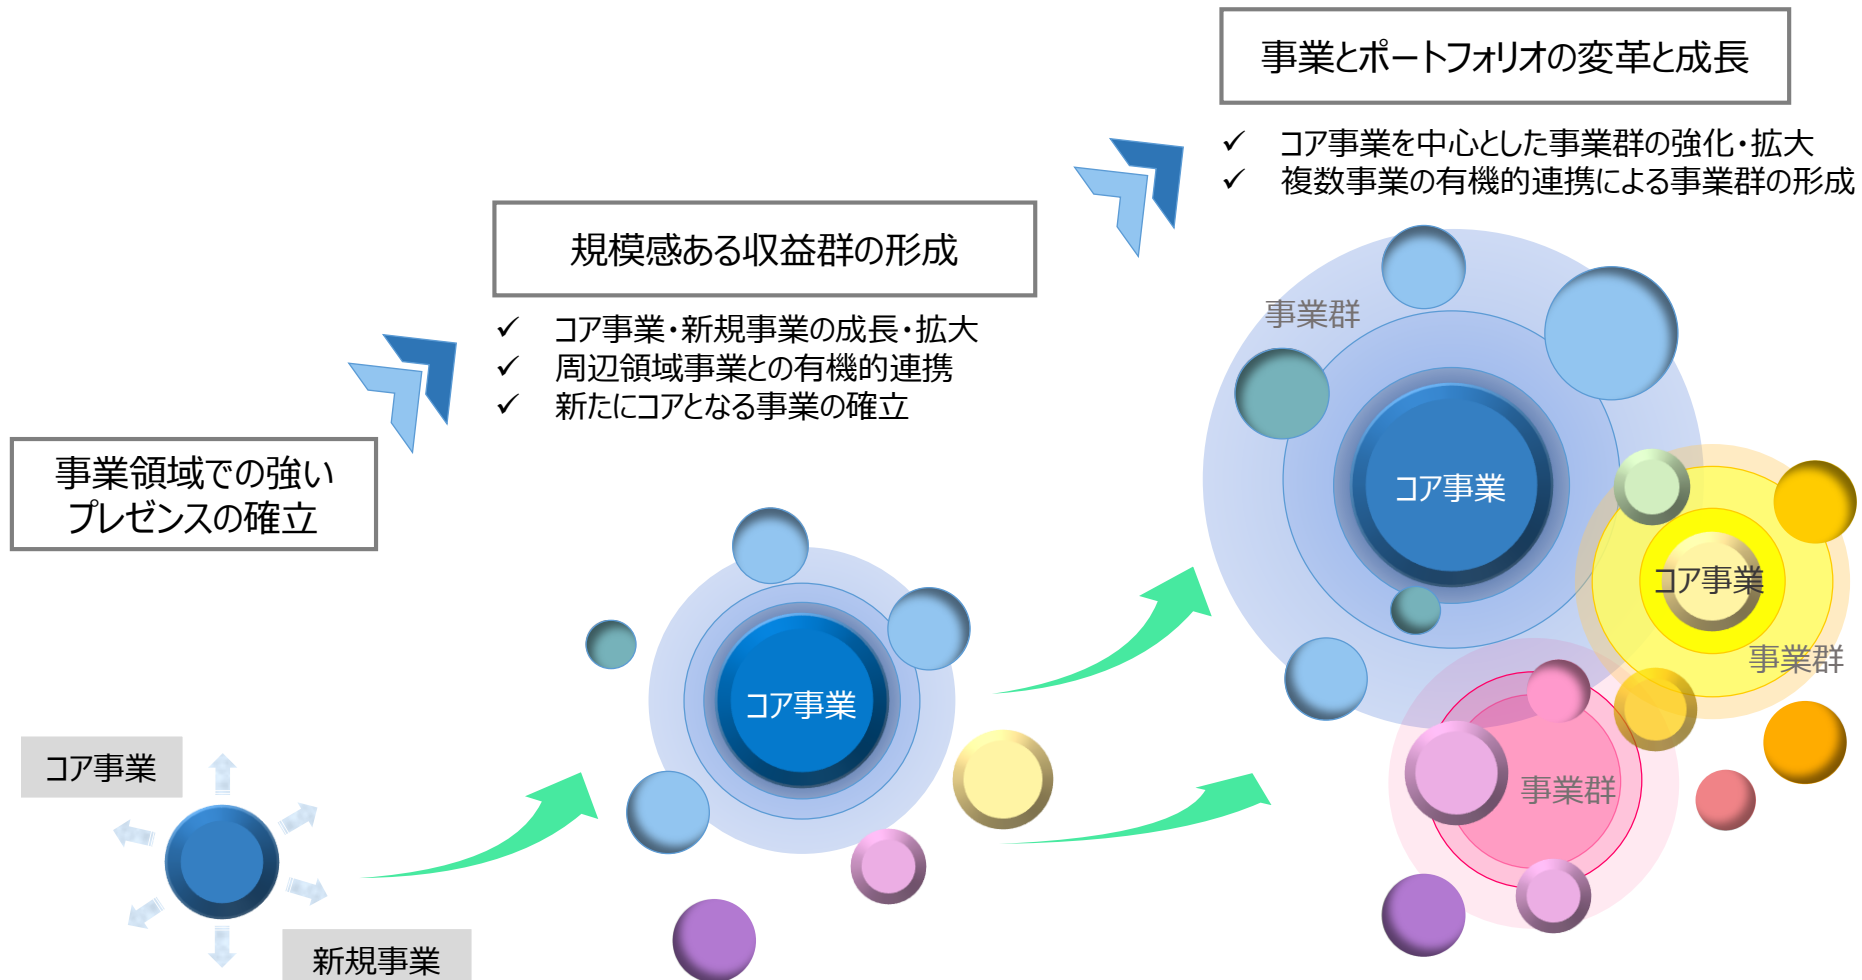 事業とポートフォリオの変革と成長
✓ コア事業を中心とした事業群の強化・拡大
✓ 複数事業の有機的連携による事業群の形成
規模感ある収益群の形成
✓ コア事業・新規事業の成長・拡大
✓ 周辺領域事業との有機的連携
✓ 新たにコアとなる事業の確立
事業領域での強い
プレゼンスの確立
コア事業
新規事業
コア事業
事業群
コア事業
コア事業
事業群
事業群